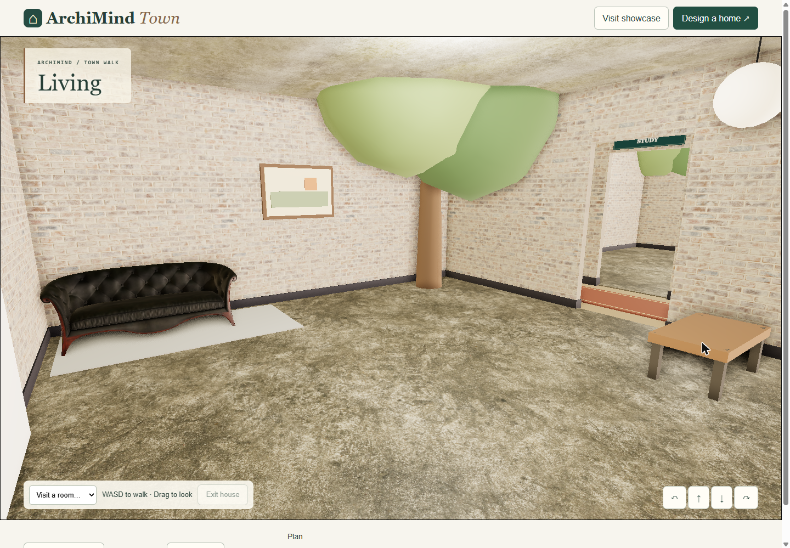 ArchiMind Town
Visit showcase
Design a home ↗
ARCHIMIND / TOWN WALK
Living
STUDY
Visit a room...
WASD to walk · Drag to look
Exit house
↶ ↑ ↓ ↷
Plan